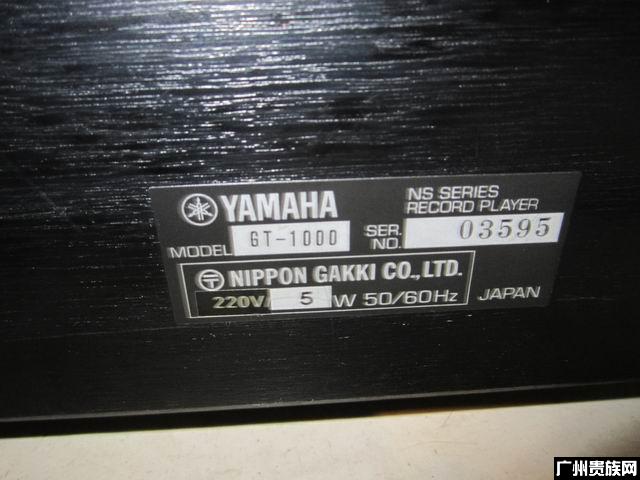 YAMAHA
NS SERIES
RECORD PLAYER
MODEL GT-1000
SER. NO. 03595
NIPPON GAKKI CO.,LTD.
220V/ 5 W 50/60Hz
JAPAN
广州贵族网